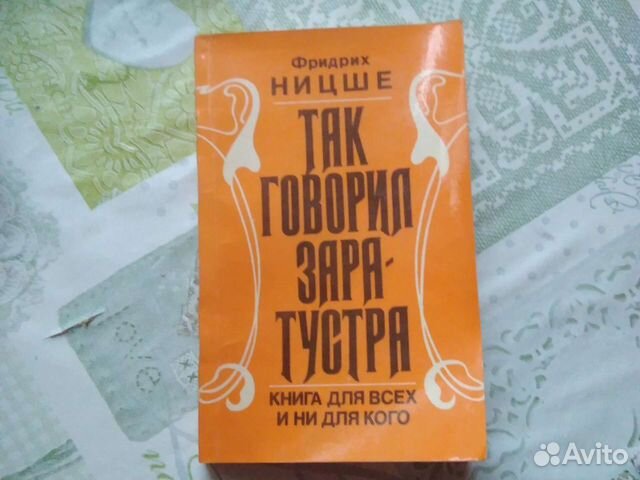 Фридрих
НИЦШЕ
ТАК
ГОВОРИЛ
ЗАРА-
ТУСТРА
КНИГА ДЛЯ ВСЕХ
И НИ ДЛЯ КОГО
Avito